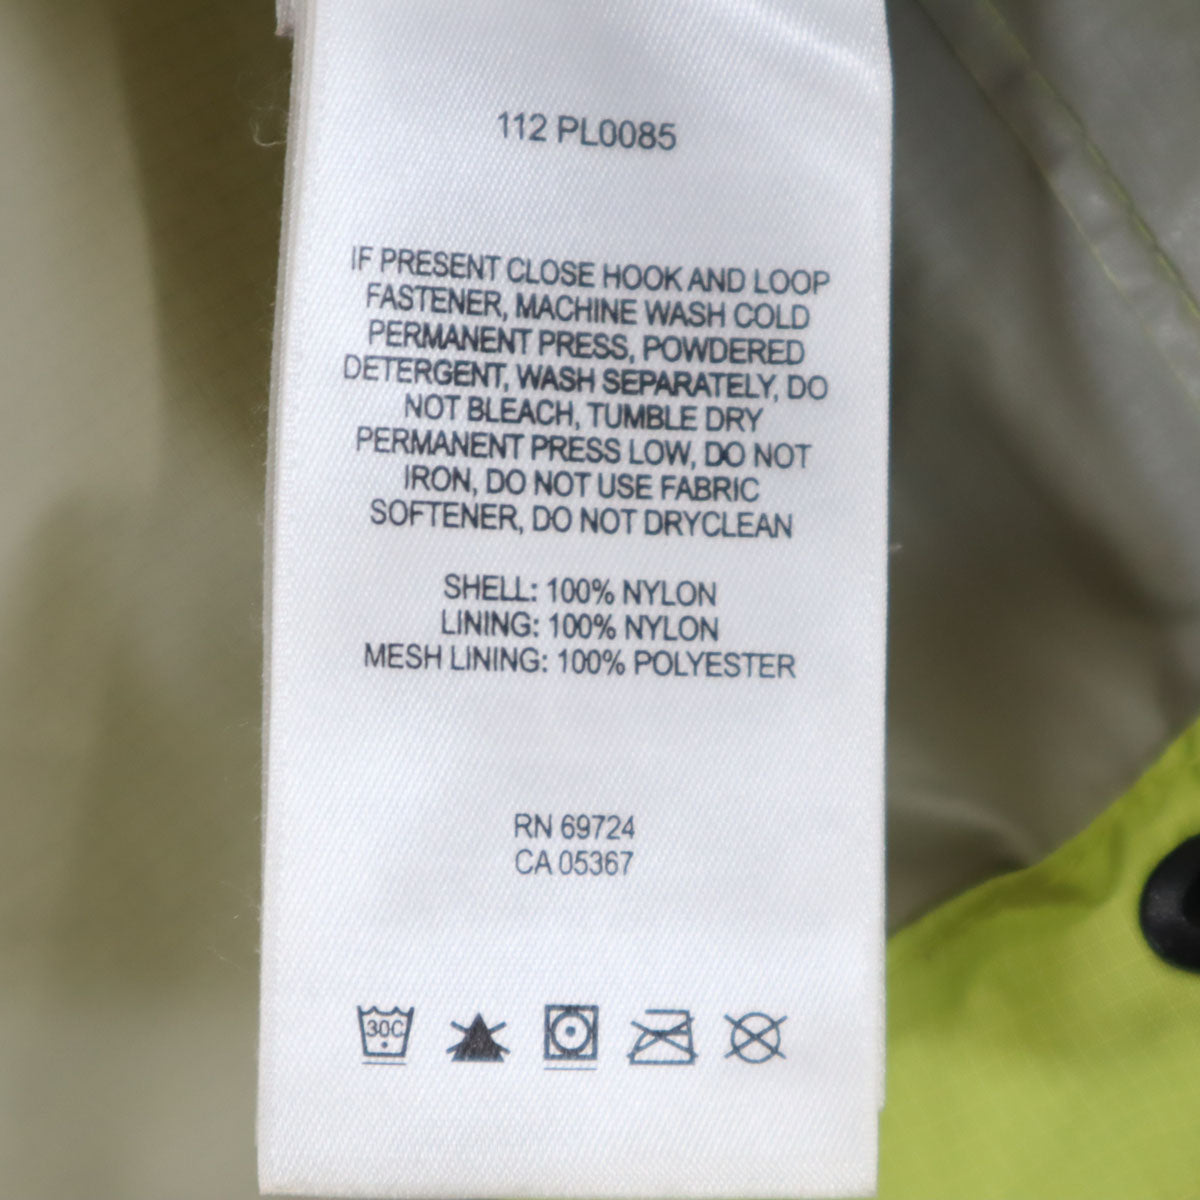 112 PL0085
IF PRESENT CLOSE HOOK AND LOOP
FASTENER, MACHINE WASH COLD
PERMANENT PRESS, POWDERED
DETERGENT, WASH SEPARATELY, DO
NOT BLEACH, TUMBLE DRY
PERMANENT PRESS LOW, DO NOT
IRON, DO NOT USE FABRIC
SOFTENER, DO NOT DRYCLEAN
SHELL: 100% NYLON
LINING: 100% NYLON
MESH LINING: 100% POLYESTER
RN 69724
CA 05367
30C